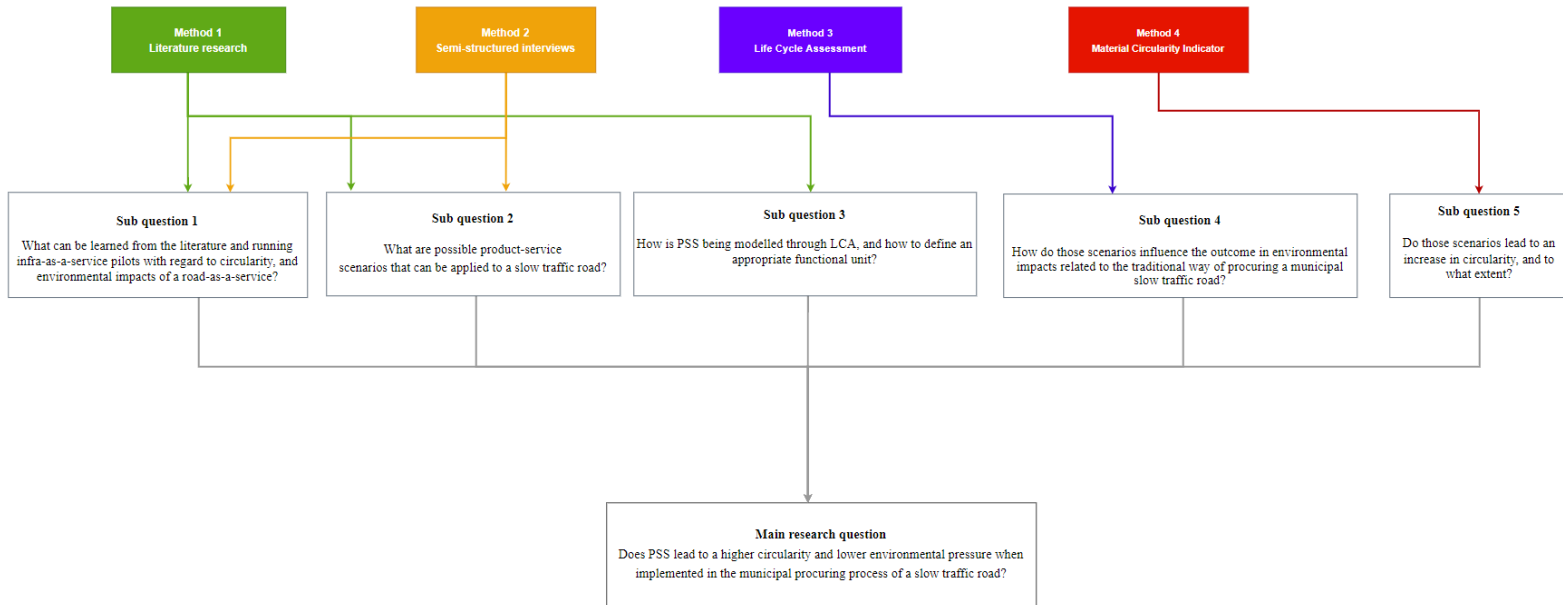 Method 1
Literature research
Method 2
Semi-structured interviews
Method 3
Life Cycle Assessment
Method 4
Material Circularity Indicator
Sub question 1
What can be learned from the literature and running
infra-as-a-service pilots with regard to circularity, and
environmental impacts of a road-as-a-service?
Sub question 2
What are possible product-service
scenarios that can be applied to a slow traffic road?
Sub question 3
How is PSS being modelled through LCA, and how to define an
appropriate functional unit?
Sub question 4
How do those scenarios influence the outcome in environmental
impacts related to the traditional way of procuring a municipal
slow traffic road?
Sub question 5
Do those scenarios lead to an
increase in circularity, and to
what extent?
Main research question
Does PSS lead to a higher circularity and lower environmental pressure when
implemented in the municipal procuring process of a slow traffic road?